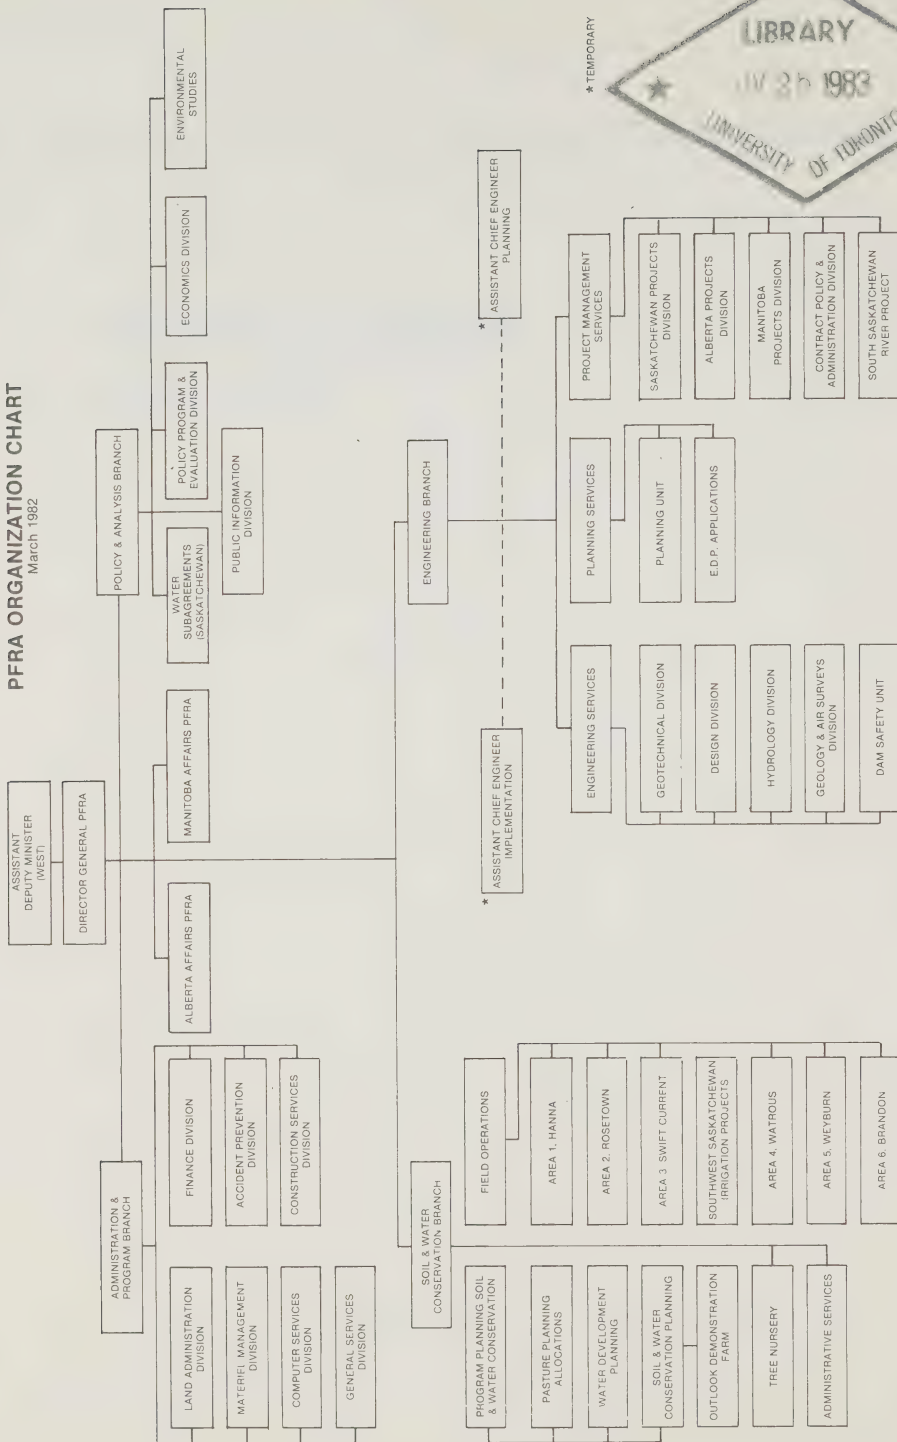 PFRA ORGANIZATION CHART
March 1982
ASSISTANT
DEPUTY MINISTER
(WEST)
DIRECTOR GENERAL PFRA
ADMINISTRATION &
PROGRAM BRANCH
POLICY & ANALYSIS BRANCH
LAND ADMINISTRATION
DIVISION
MATERIEL MANAGEMENT
DIVISION
COMPUTER SERVICES
DIVISION
GENERAL SERVICES
DIVISION
FINANCE DIVISION
ACCIDENT PREVENTION
DIVISION
CONSTRUCTION SERVICES
DIVISION
ALBERTA AFFAIRS PFRA
MANITOBA AFFAIRS PFRA
WATER
SUBAGREEMENTS
(SASKATCHEWAN)
POLICY PROGRAM &
EVALUATION DIVISION
ECONOMICS DIVISION
ENVIRONMENTAL
STUDIES
PUBLIC INFORMATION
DIVISION
SOIL & WATER
CONSERVATION BRANCH
ENGINEERING BRANCH
PROGRAM PLANNING SOIL
& WATER CONSERVATION
PASTURE PLANNING
ALLOCATIONS
WATER DEVELOPMENT
PLANNING
SOIL & WATER
CONSERVATION PLANNING
OUTLOOK DEMONSTRATION
FARM
TREE NURSERY
ADMINISTRATIVE SERVICES
FIELD OPERATIONS
AREA 1, HANNA
AREA 2, ROSETOWN
AREA 3 SWIFT CURRENT
SOUTHWEST SASKATCHEWAN
IRRIGATION PROJECTS
AREA 4, WATROUS
AREA 5, WEYBURN
AREA 6, BRANDON
* ASSISTANT CHIEF ENGINEER
IMPLEMENTATION
* ASSISTANT CHIEF ENGINEER
PLANNING
ENGINEERING SERVICES
GEOTECHNICAL DIVISION
DESIGN DIVISION
HYDROLOGY DIVISION
GEOLOGY & AIR SURVEYS
DIVISION
DAM SAFETY UNIT
PLANNING SERVICES
PLANNING UNIT
E.D.P. APPLICATIONS
PROJECT MANAGEMENT
SERVICES
SASKATCHEWAN PROJECTS
DIVISION
ALBERTA PROJECTS
DIVISION
MANITOBA
PROJECTS DIVISION
CONTRACT POLICY &
ADMINISTRATION DIVISION
SOUTH SASKATCHEWAN
RIVER PROJECT
* TEMPORARY
LIBRARY
1983
UNIVERSITY OF TORONTO